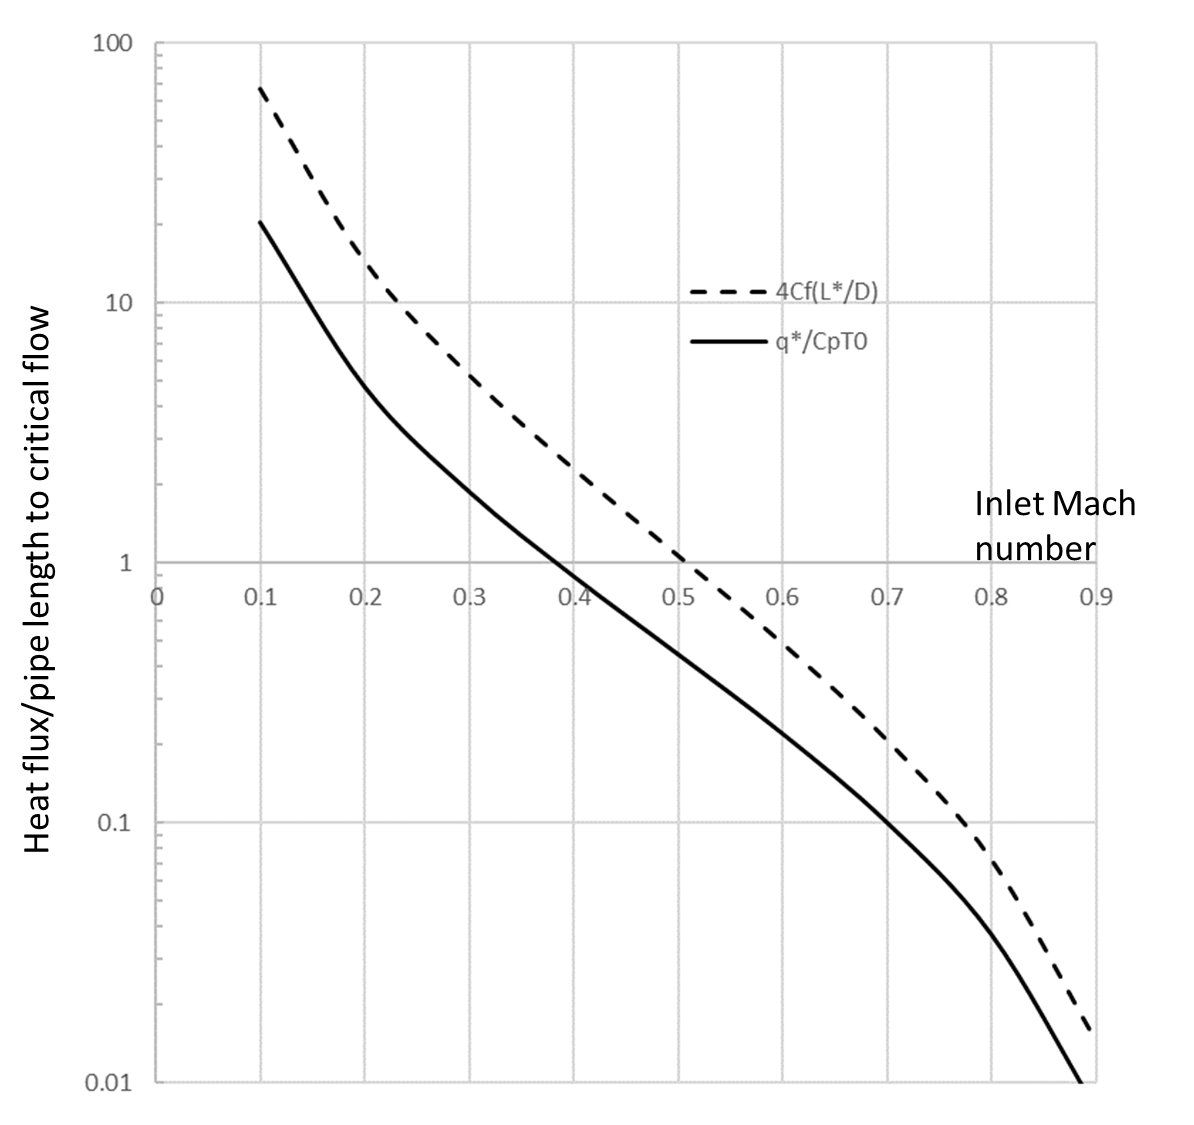 100
10
1
0.1
0.01
Heat flux/pipe length to critical flow
4Cf(L*/D)
q*/CpT0
Inlet Mach
number
0 0.1 0.2 0.3 0.4 0.5 0.6 0.7 0.8 0.9